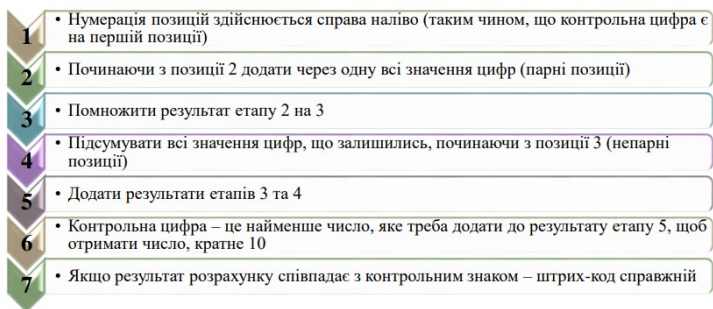 1
• Нумерація позицій здійснюється справа наліво (таким чином, що контрольна цифра є
на першій позиції)
2
• Починаючи з позиції 2 додати через одну всі значення цифр (парні позиції)
3
• Помножити результат етапу 2 на 3
4
• Підсумувати всі значення цифр, що залишились, починаючи з позиції 3 (непарні
позиції)
5
• Додати результати етапів 3 та 4
6
• Контрольна цифра – це найменше число, яке треба додати до результату етапу 5, щоб
отримати число, кратне 10
7
• Якщо результат розрахунку співпадає з контрольним знаком – штрих-код справжній